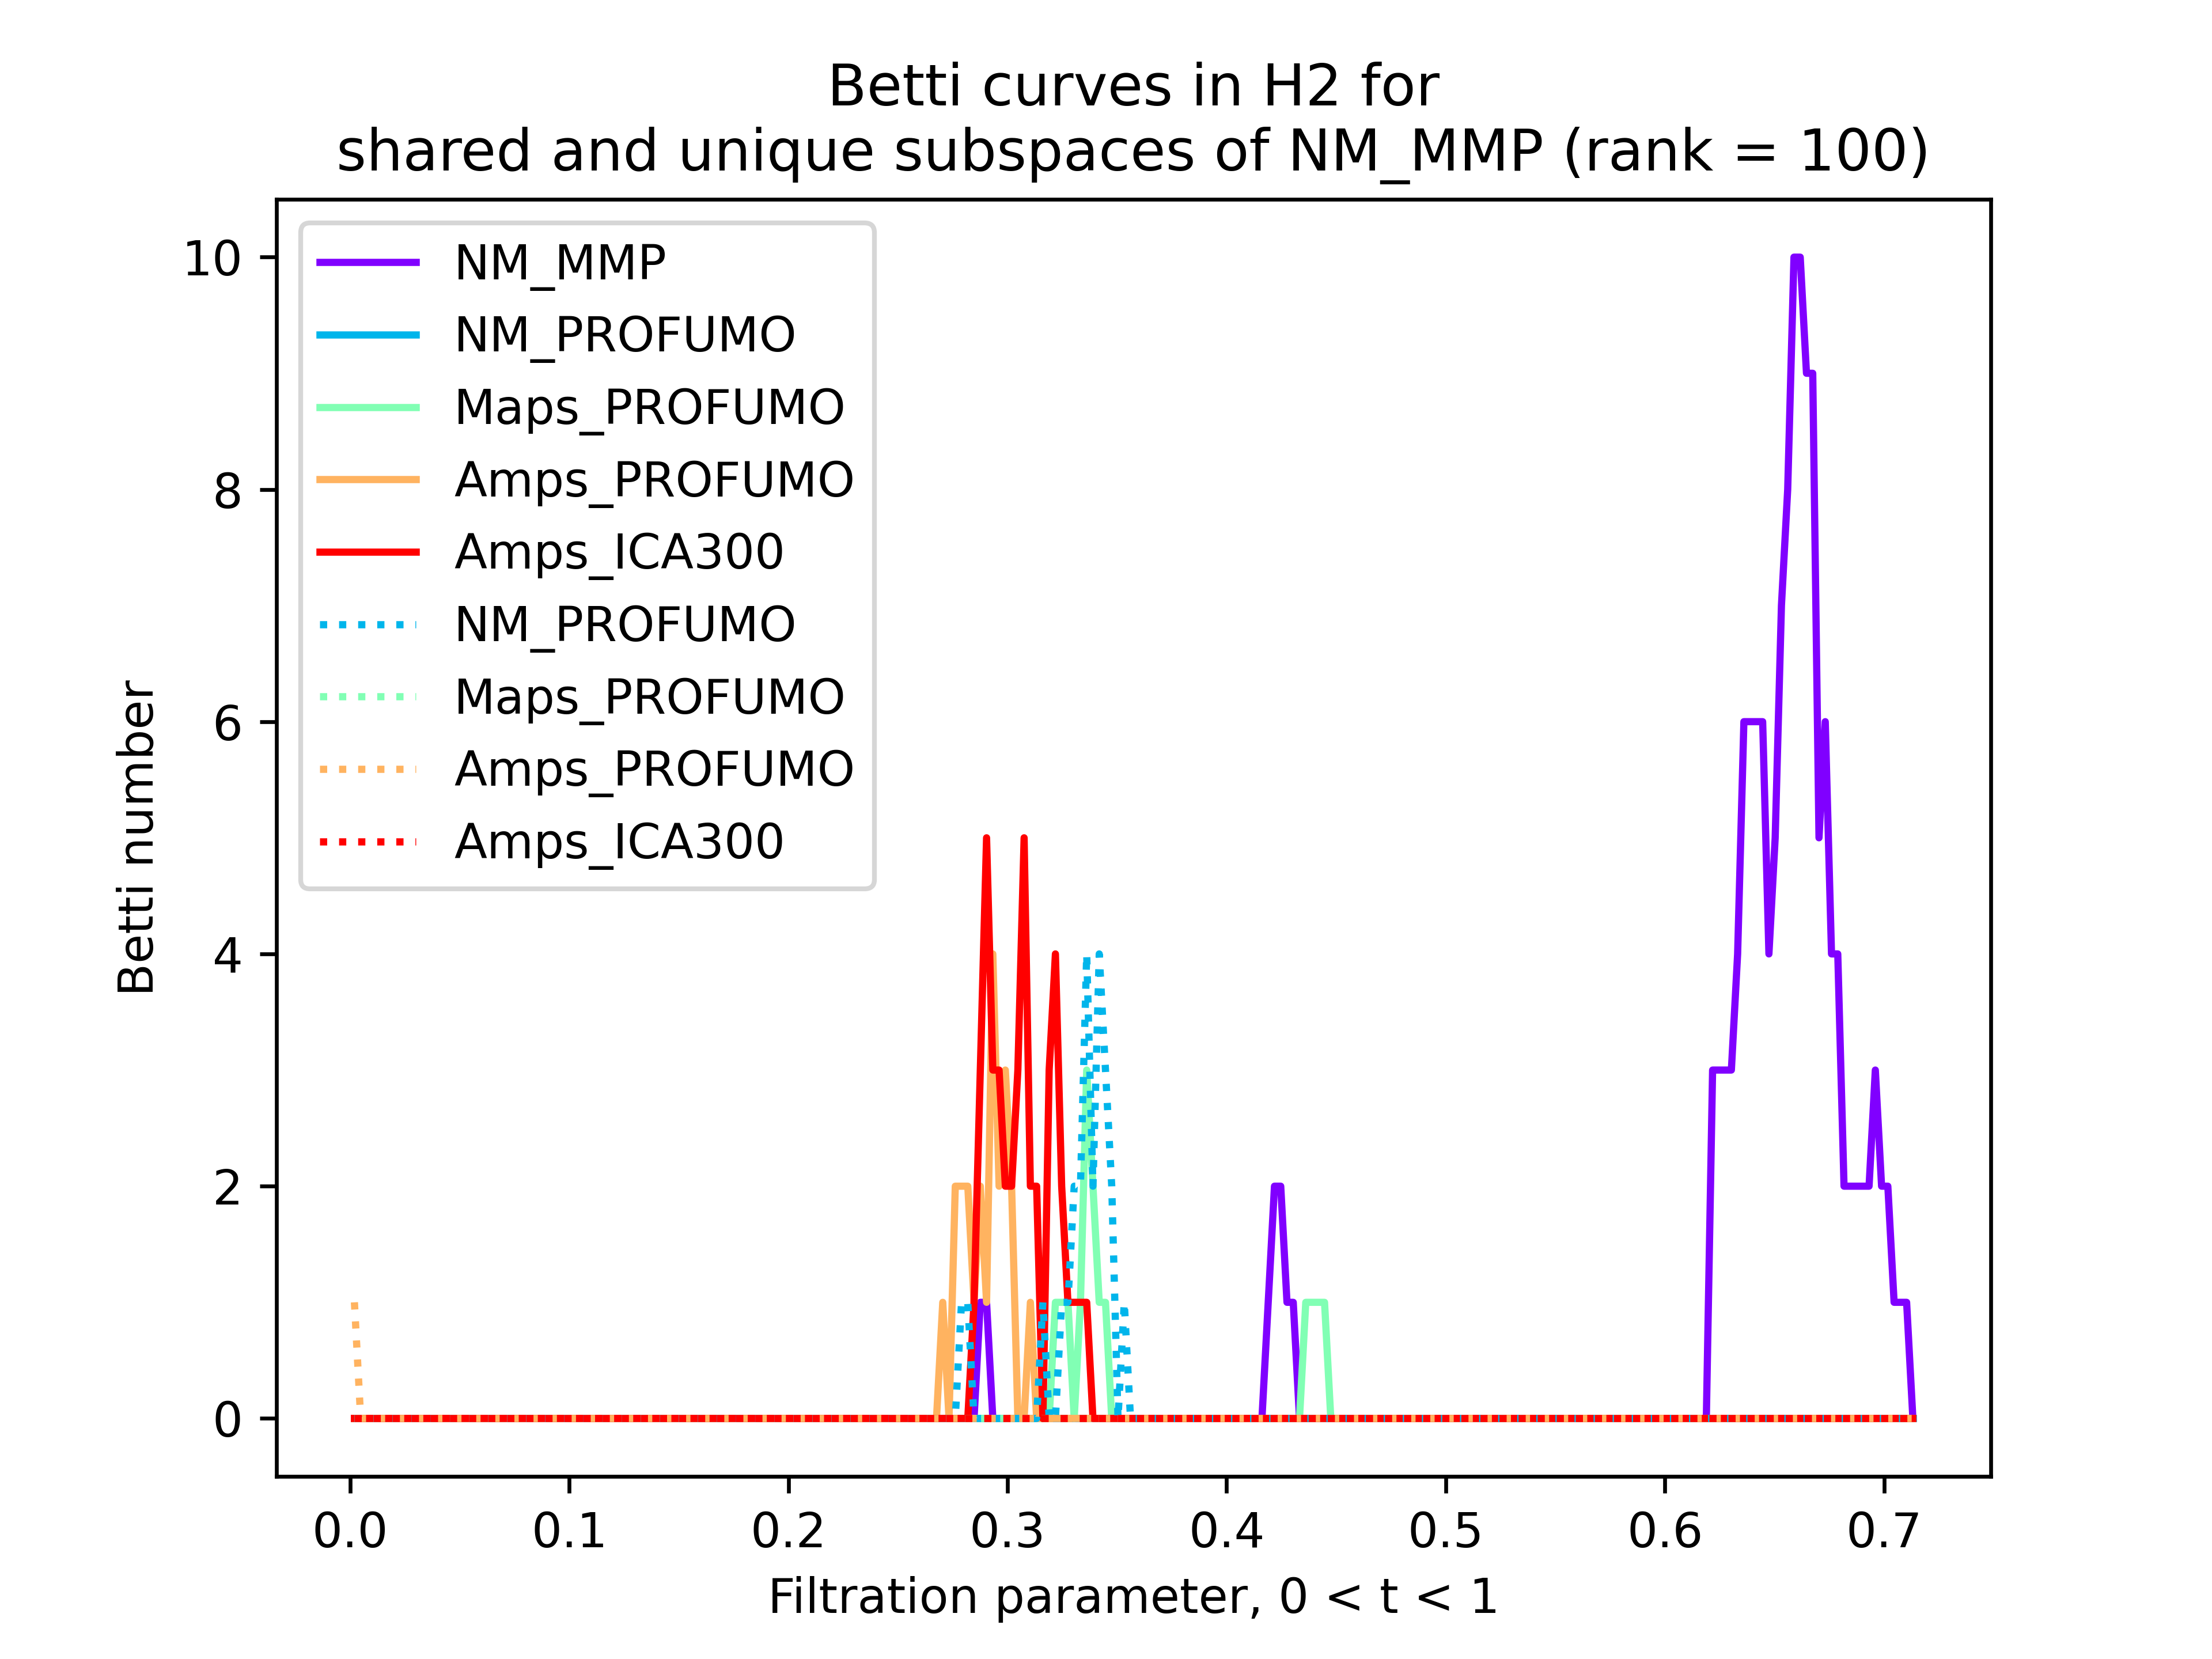 Betti curves in H2 for
shared and unique subspaces of NM_MMP (rank = 100)
NM_MMP
NM_PROFUMO
Maps_PROFUMO
Amps_PROFUMO
Amps_ICA300
NM_PROFUMO
Maps_PROFUMO
Amps_PROFUMO
Amps_ICA300
Betti number
10
8
6
4
2
0
0.0 0.1 0.2 0.3 0.4 0.5 0.6 0.7
Filtration parameter, 0 < t < 1